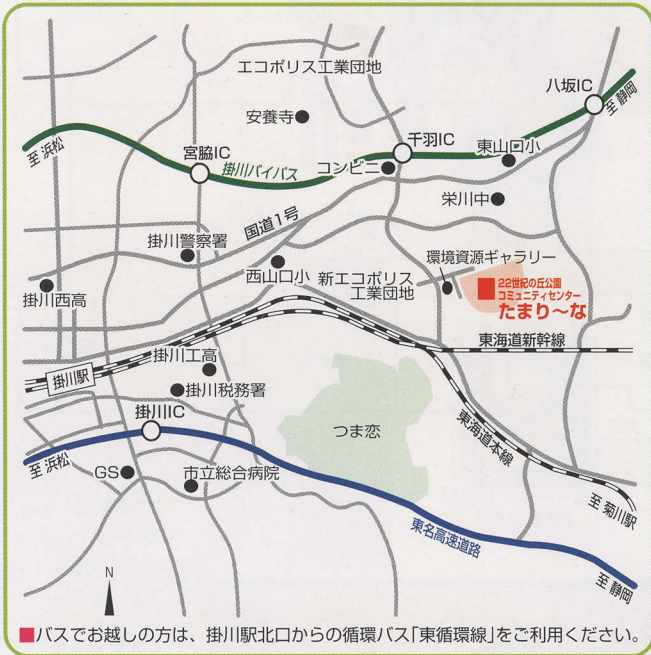 エコポリス工業団地
八坂IC
至 静岡
安養寺
千羽IC
東山口小
至 浜松
宮脇IC
掛川バイパス
コンビニ
栄川中
国道1号
掛川警察署
環境資源ギャラリー
西山口小
新エコポリス
工業団地
22世紀の丘公園
コミュニティセンター
たまり〜な
掛川西高
東海道新幹線
掛川工高
掛川駅
掛川税務署
掛川IC
つま恋
東海道本線
至 浜松
GS
市立総合病院
至 菊川駅
東名高速道路
至 静岡
N
■バスでお越しの方は、掛川駅北口からの循環バス「東循環線」をご利用ください。